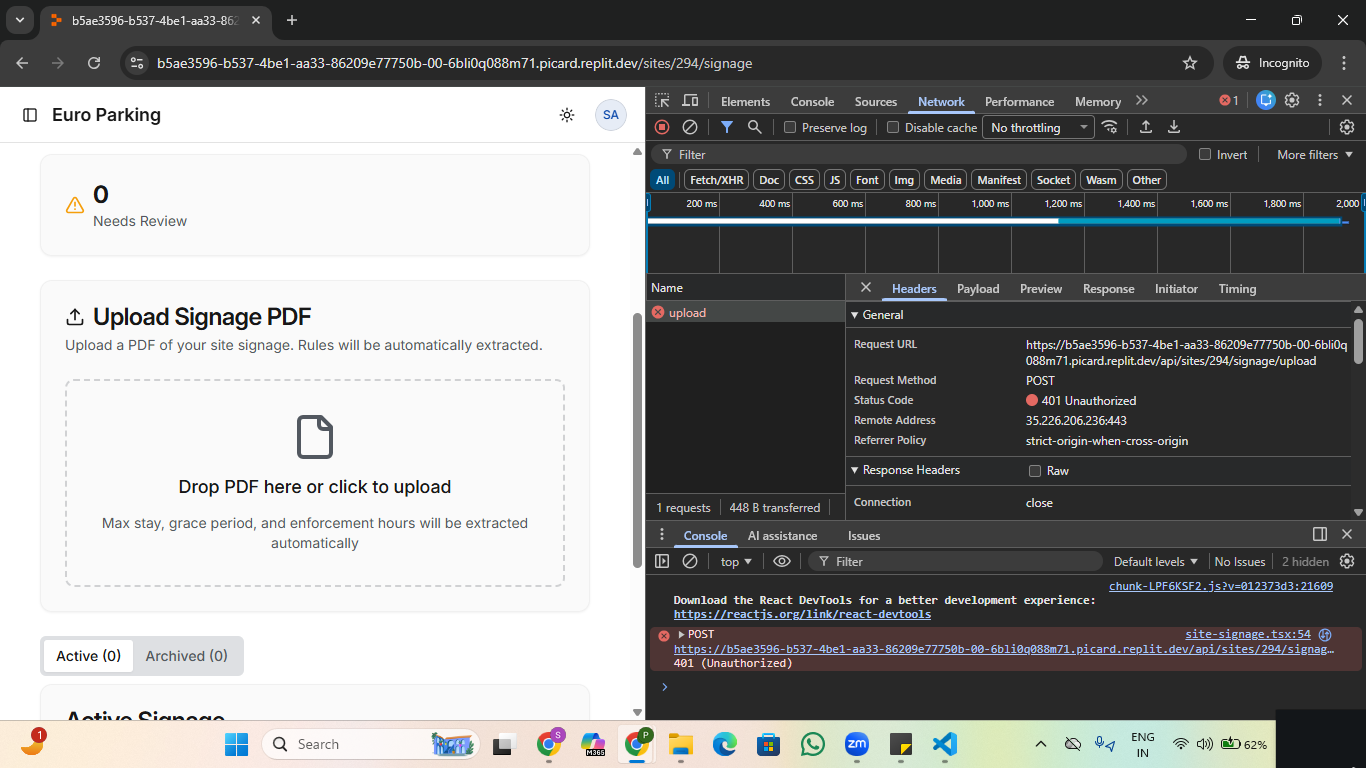 b5ae3596-b537-4be1-aa33-862
b5ae3596-b537-4be1-aa33-86209e77750b-00-6bli0q088m71.picard.replit.dev/sites/294/signage
Incognito
Euro Parking
SA
0
Needs Review
Upload Signage PDF
Upload a PDF of your site signage. Rules will be automatically extracted.
Drop PDF here or click to upload
Max stay, grace period, and enforcement hours will be extracted
automatically
Active (0)
Archived (0)
Active Signage
Elements
Console
Sources
Network
Performance
Memory
1
Preserve log
Disable cache
No throttling
Filter
Invert
More filters
All
Fetch/XHR
Doc
CSS
JS
Font
Img
Media
Manifest
Socket
Wasm
Other
200 ms
400 ms
600 ms
800 ms
1,000 ms
1,200 ms
1,400 ms
1,600 ms
1,800 ms
2,000
Name
upload
1 requests
448 B transferred
Headers
Payload
Preview
Response
Initiator
Timing
General
Request URL
https://b5ae3596-b537-4be1-aa33-86209e77750b-00-6bli0q
088m71.picard.replit.dev/api/sites/294/signage/upload
Request Method
POST
Status Code
401 Unauthorized
Remote Address
35.226.206.236:443
Referrer Policy
strict-origin-when-cross-origin
Response Headers
Raw
Connection
close
Console
AI assistance
Issues
top
Filter
Default levels
No Issues
2 hidden
chunk-LPF6KSF2.js?v=012373d3:21609
Download the React DevTools for a better development experience:
https://reactjs.org/link/react-devtools
POST
site-signage.tsx:54
https://b5ae3596-b537-4be1-aa33-86209e77750b-00-6bli0q088m71.picard.replit.dev/api/sites/294/signag…
401 (Unauthorized)
1
Search
S
M365
P
zm
ENG
IN
62%